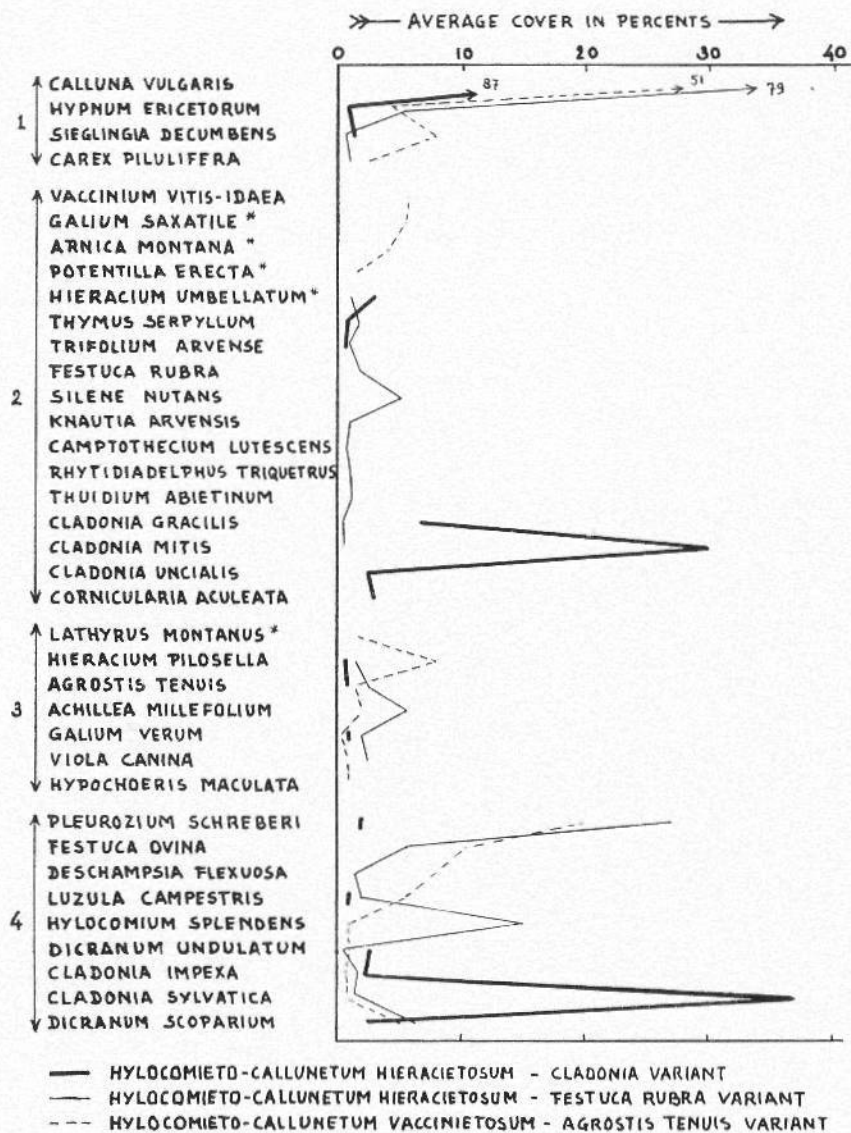 AVERAGE COVER IN PERCENTS
0 10 20 30 40
CALLUNA VULGARIS 87 51 79
HYPNUM ERICETORUM
1
SIEGLINGIA DECUMBENS
CAREX PILULIFERA
VACCINIUM VITIS-IDAEA
GALIUM SAXATILE *
ARNICA MONTANA *
POTENTILLA ERECTA *
HIERACIUM UMBELLATUM *
THYMUS SERPYLLUM
TRIFOLIUM ARVENSE
FESTUCA RUBRA
2 SILENE NUTANS
KNAUTIA ARVENSIS
CAMPTOTHECIUM LUTESCENS
RHYTIDIADELPHUS TRIQUETRUS
THUIDIUM ABIETINUM
CLADONIA GRACILIS
CLADONIA MITIS
CLADONIA UNCIALIS
CORNICULARIA ACULEATA
LATHYRUS MONTANUS *
HIERACIUM PILOSELLA
AGROSTIS TENUIS
3 ACHILLEA MILLEFOLIUM
GALIUM VERUM
VIOLA CANINA
HYPOCHOERIS MACULATA
PLEUROZIUM SCHREBERI
FESTUCA OVINA
DESCHAMPSIA FLEXUOSA
LUZULA CAMPESTRIS
4 HYLOCOMIUM SPLENDENS
DICRANUM UNDULATUM
CLADONIA IMPEXA
CLADONIA SYLVATICA
DICRANUM SCOPARIUM
HYLOCOMIETO-CALLUNETUM HIERACIETOSUM - CLADONIA VARIANT
HYLOCOMIETO-CALLUNETUM HIERACIETOSUM - FESTUCA RUBRA VARIANT
HYLOCOMIETO-CALLUNETUM VACCINIETOSUM - AGROSTIS TENUIS VARIANT